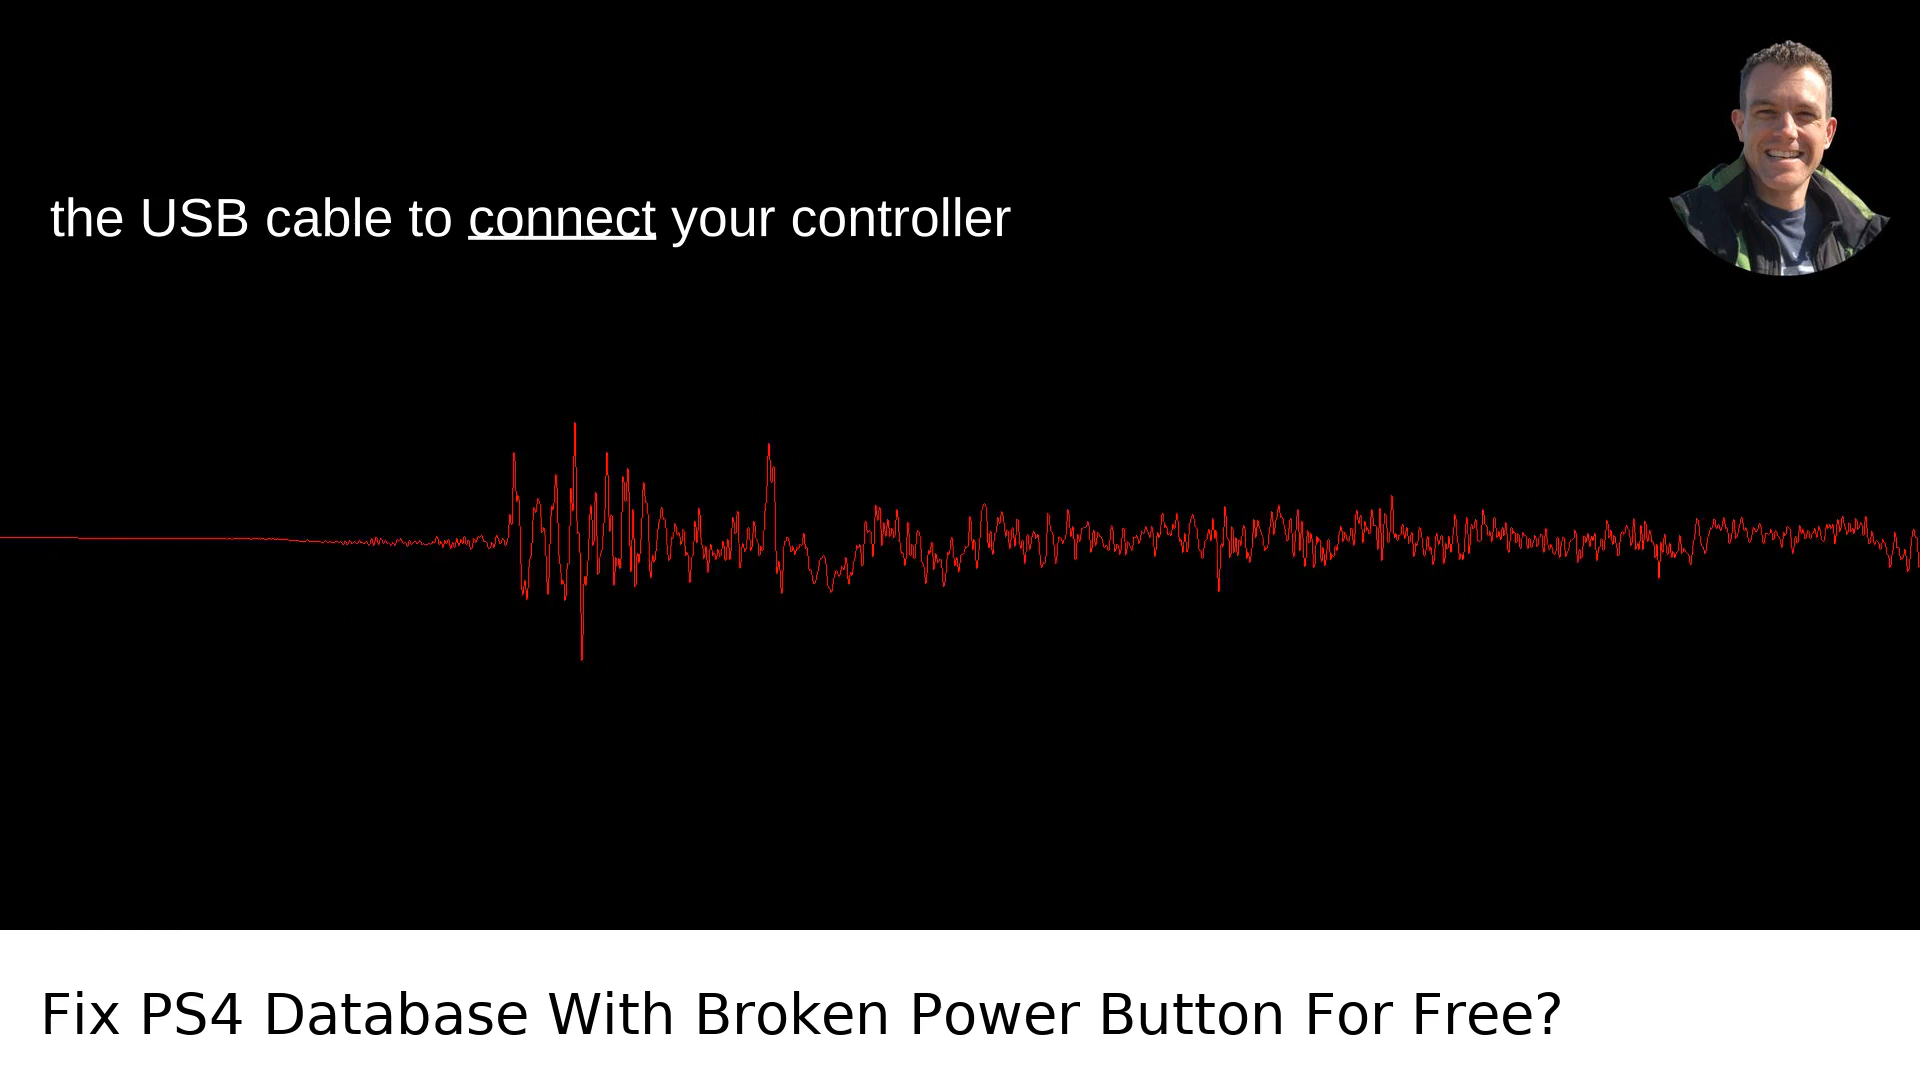 the USB cable to connect your controller
Fix PS4 Database With Broken Power Button For Free?